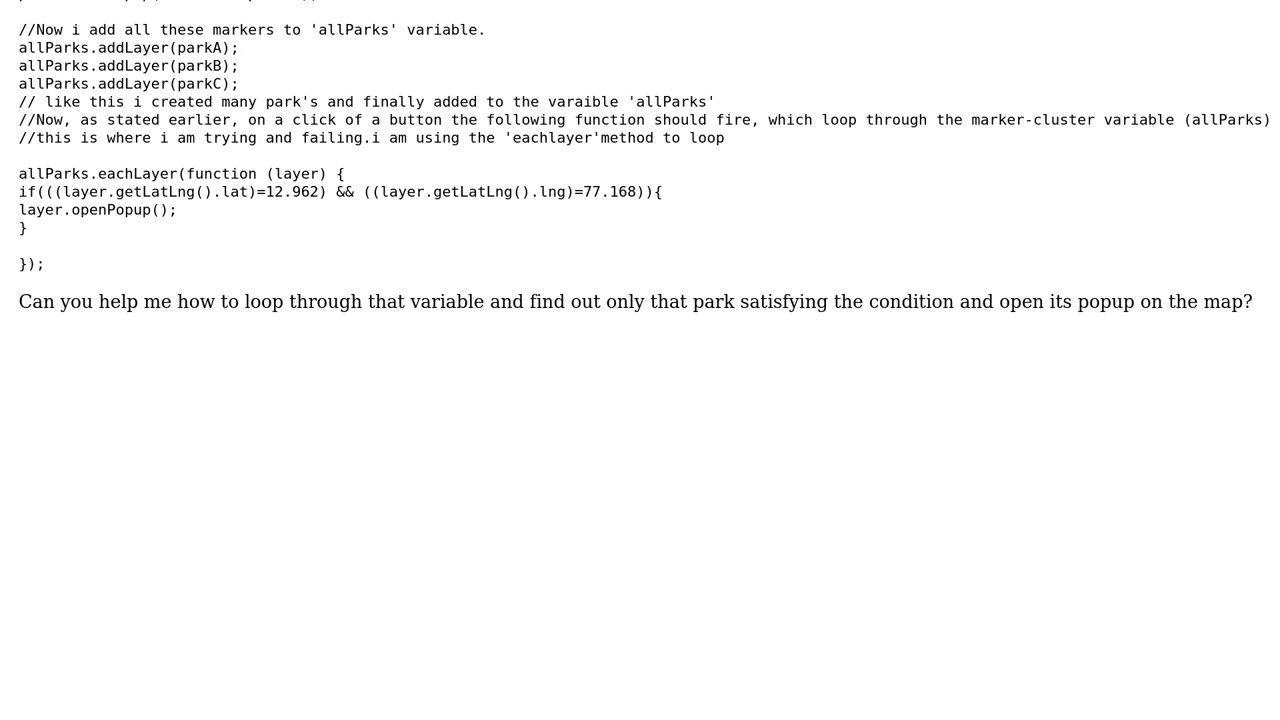 //Now i add all these markers to 'allParks' variable.
allParks.addLayer(parkA);
allParks.addLayer(parkB);
allParks.addLayer(parkC);
// like this i created many park's and finally added to the varaible 'allParks'
//Now, as stated earlier, on a click of a button the following function should fire, which loop through the marker-cluster variable (allParks)
//this is where i am trying and failing.i am using the 'eachlayer'method to loop
allParks.eachLayer(function (layer) {
if(((layer.getLatLng().lat)=12.962) && ((layer.getLatLng().lng)=77.168)){
layer.openPopup();
}
});
Can you help me how to loop through that variable and find out only that park satisfying the condition and open its popup on the map?